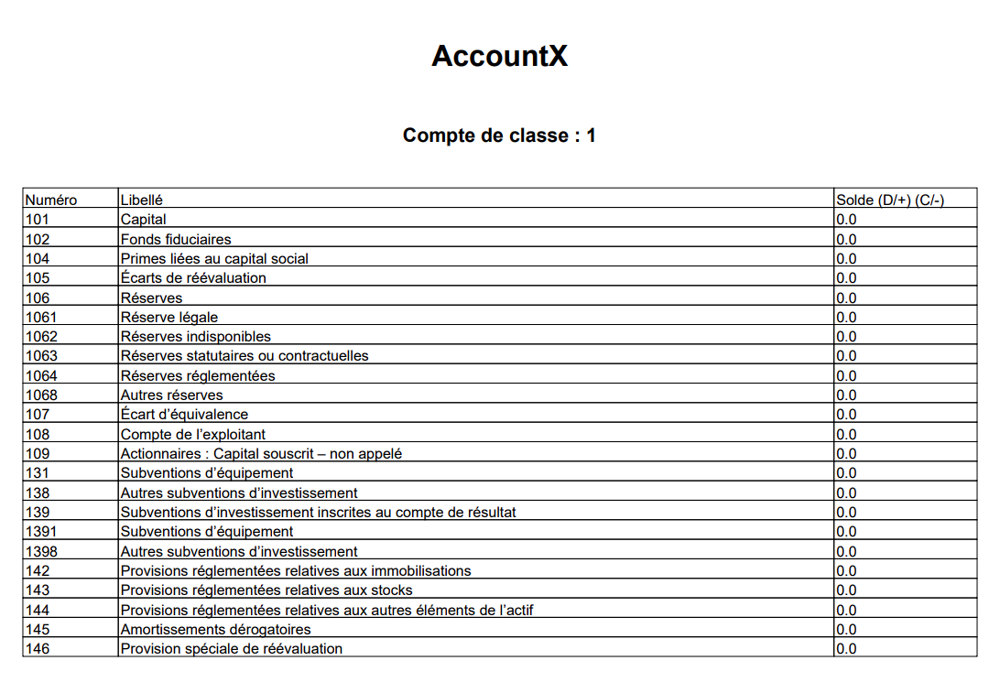 AccountX
Compte de classe : 1
Numéro Libellé Solde (D/+) (C/-)
101 Capital 0.0
102 Fonds fiduciaires 0.0
104 Primes liées au capital social 0.0
105 Écarts de réévaluation 0.0
106 Réserves 0.0
1061 Réserve légale 0.0
1062 Réserves indisponibles 0.0
1063 Réserves statutaires ou contractuelles 0.0
1064 Réserves réglementées 0.0
1068 Autres réserves 0.0
107 Écart d’équivalence 0.0
108 Compte de l’exploitant 0.0
109 Actionnaires : Capital souscrit – non appelé 0.0
131 Subventions d’équipement 0.0
138 Autres subventions d’investissement 0.0
139 Subventions d’investissement inscrites au compte de résultat 0.0
1391 Subventions d’équipement 0.0
1398 Autres subventions d’investissement 0.0
142 Provisions réglementées relatives aux immobilisations 0.0
143 Provisions réglementées relatives aux stocks 0.0
144 Provisions réglementées relatives aux autres éléments de l’actif 0.0
145 Amortissements dérogatoires 0.0
146 Provision spéciale de réévaluation 0.0